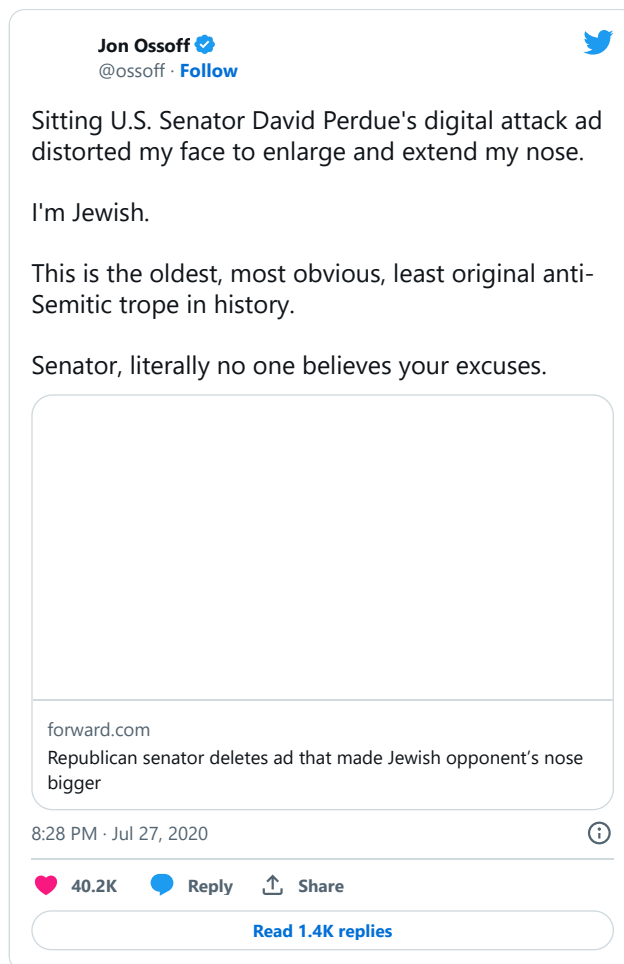 Jon Ossoff
@ossoff · Follow
Sitting U.S. Senator David Perdue's digital attack ad
distorted my face to enlarge and extend my nose.
I'm Jewish.
This is the oldest, most obvious, least original anti-
Semitic trope in history.
Senator, literally no one believes your excuses.
forward.com
Republican senator deletes ad that made Jewish opponent’s nose
bigger
8:28 PM · Jul 27, 2020
40.2K Reply Share
Read 1.4K replies